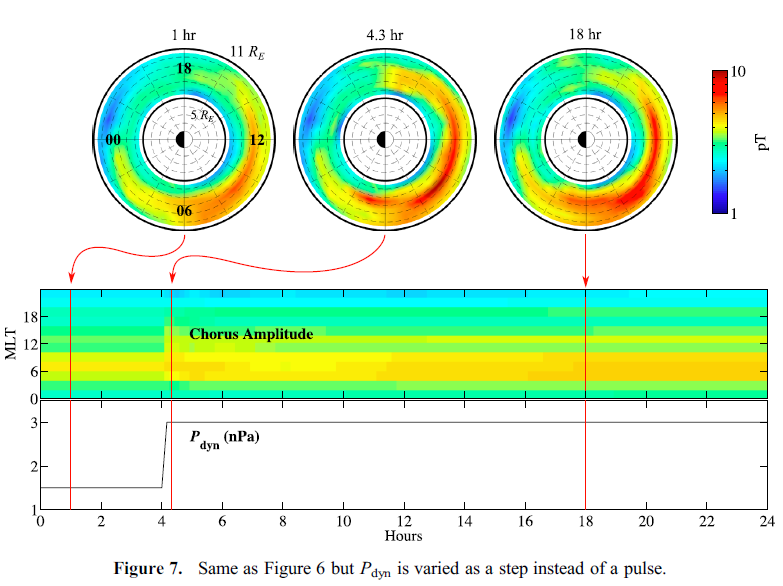 1 hr
4.3 hr
18 hr
11 R_E
18
5 R_E
00
12
06
10
pT
1
18
MLT
12
6
0
Chorus Amplitude
3
P_dyn (nPa)
2
1
0 2 4 6 8 10 12 14 16 18 20 22 24
Hours
Figure 7. Same as Figure 6 but P_dyn is varied as a step instead of a pulse.